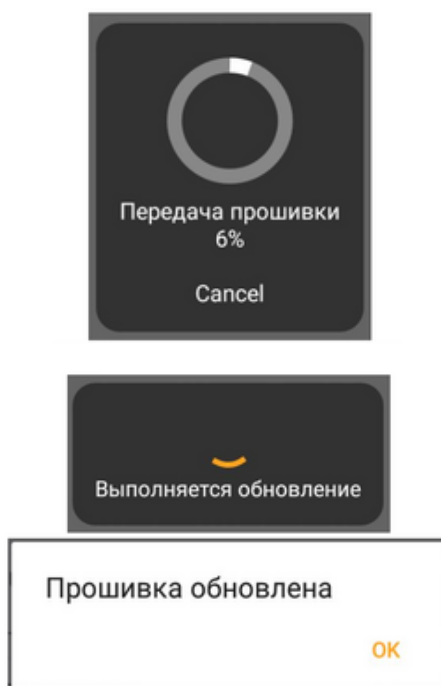 Передача прошивки
6%
Cancel
Выполняется обновление
Прошивка обновлена
OK